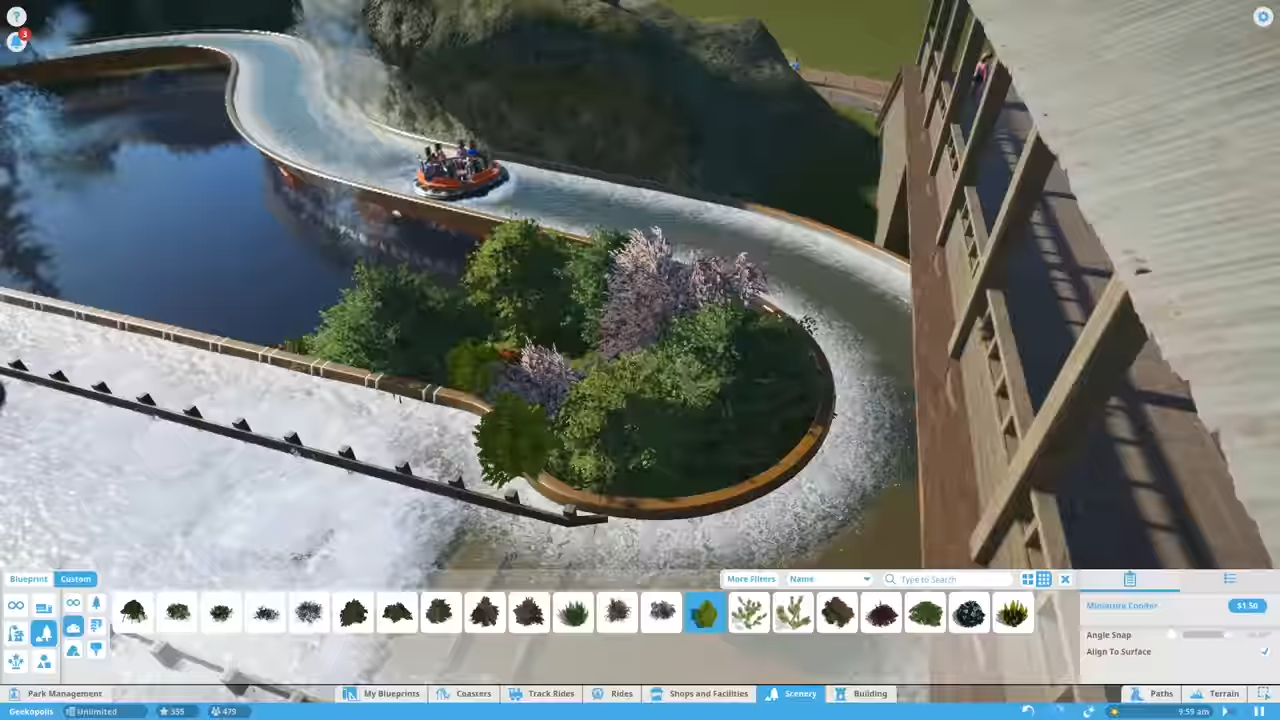 3
Blueprint
Custom
More Filters
Name
Type to Search
Miniature Conifer
$1.50
Angle Snap
Align To Surface
Park Management
My Blueprints
Coasters
Track Rides
Rides
Shops and Facilities
Scenery
Building
Paths
Terrain
Geekopolis
Unlimited
355
479
9:59 am